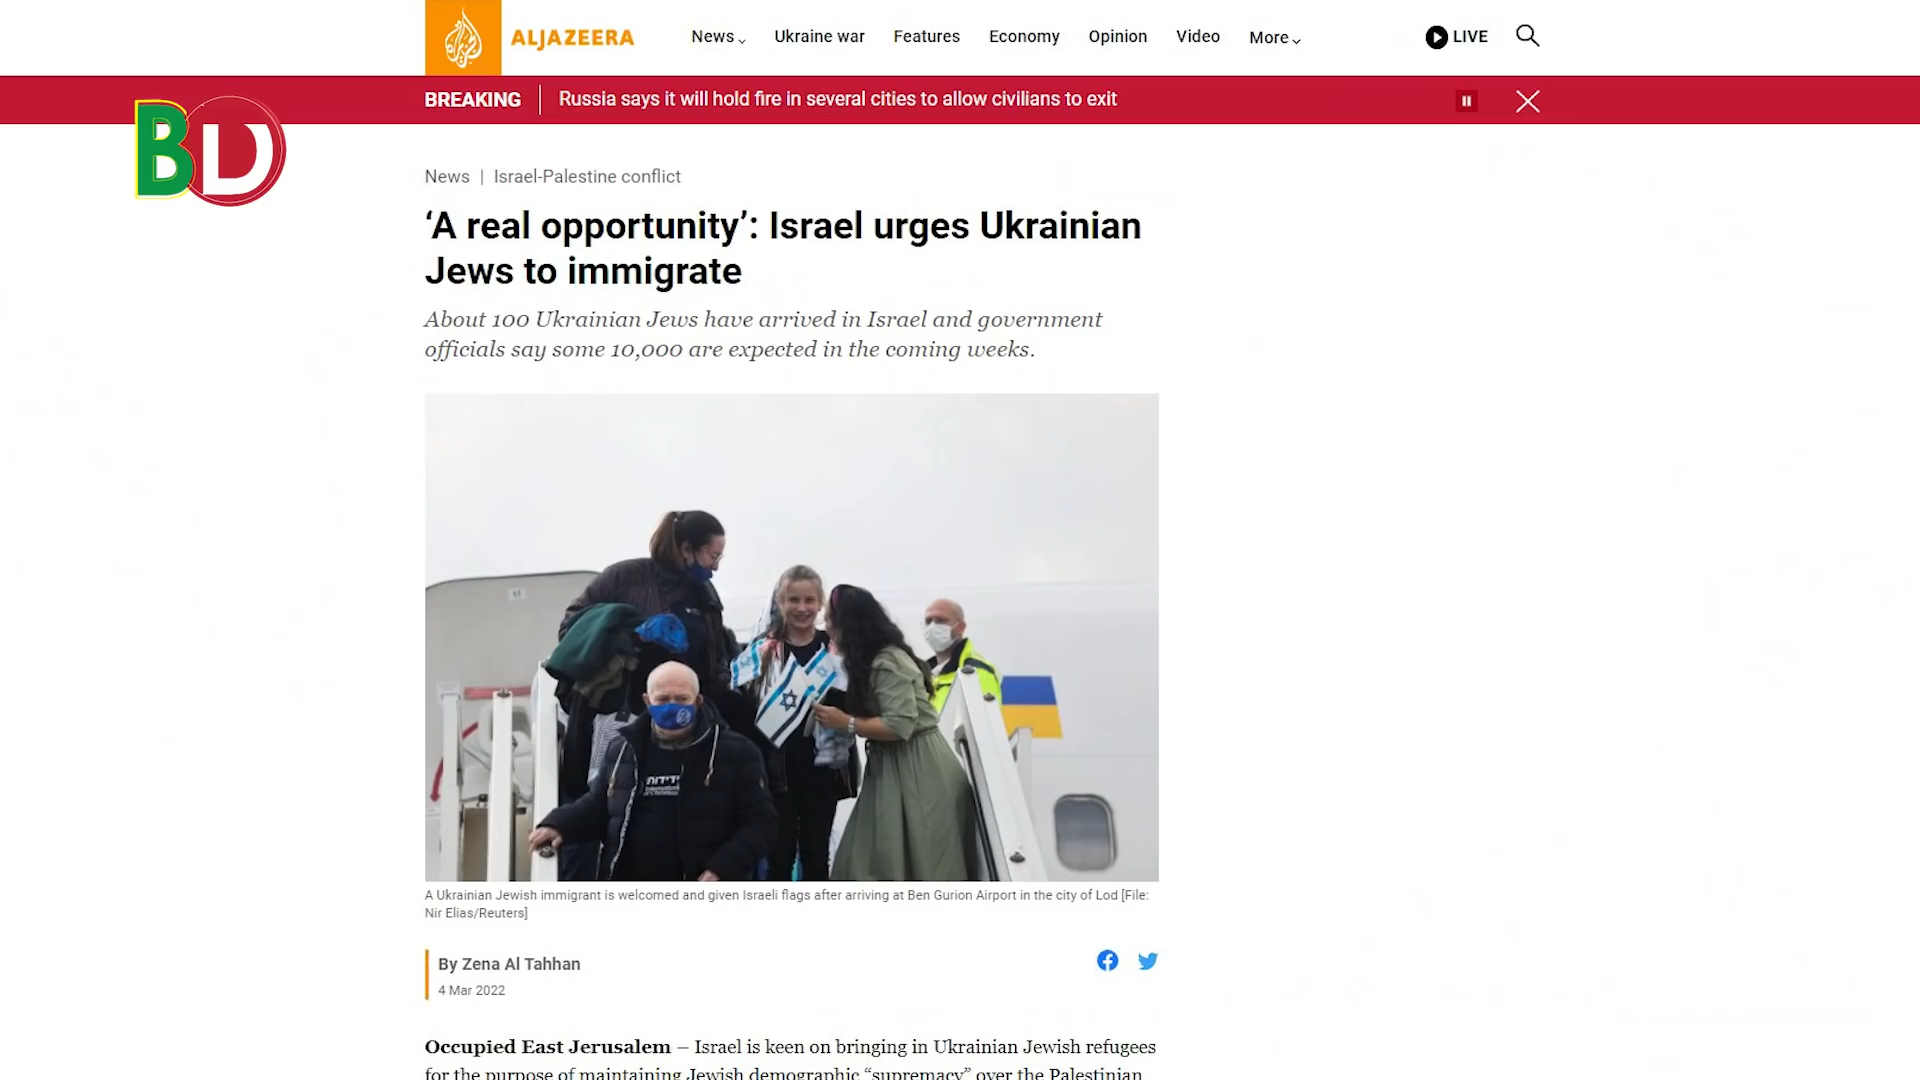 ALJAZEERA
News
Ukraine war
Features
Economy
Opinion
Video
More
LIVE
BREAKING
Russia says it will hold fire in several cities to allow civilians to exit
BD
News | Israel-Palestine conflict
‘A real opportunity’: Israel urges Ukrainian
Jews to immigrate
About 100 Ukrainian Jews have arrived in Israel and government
officials say some 10,000 are expected in the coming weeks.
A Ukrainian Jewish immigrant is welcomed and given Israeli flags after arriving at Ben Gurion Airport in the city of Lod [File:
Nir Elias/Reuters]
By Zena Al Tahhan
4 Mar 2022
Occupied East Jerusalem – Israel is keen on bringing in Ukrainian Jewish refugees
for the purpose of maintaining Jewish demographic “supremacy” over the Palestinian